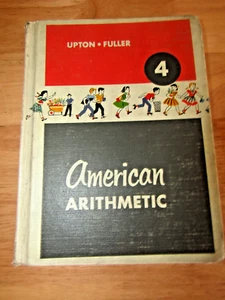 UPTON • FULLER
4
American
ARITHMETIC